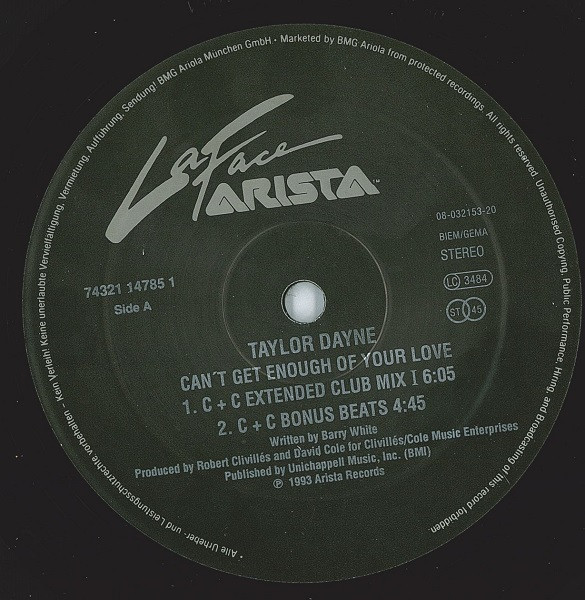 · Alle Urheber- und Leistungsschutzrechte vorbehalten · Kein Verleih! Keine unerlaubte Vervielfältigung, Vermietung, Aufführung, Sendung! BMG Ariola München GmbH · Marketed by BMG Ariola from protected recordings. All rights reserved. Unauthorised Copying, Public Performance, Hiring, and Broadcasting of this record forbidden.
LaFace
ARISTA™
08-032153-20
BIEM/GEMA
STEREO
LC 3484
ST 45
74321 14785 1
Side A
TAYLOR DAYNE
CAN´T GET ENOUGH OF YOUR LOVE
1. C + C EXTENDED CLUB MIX I 6:05
2. C + C BONUS BEATS 4:45
Written by Barry White
Produced by Robert Clivillés and David Cole for Clivillés/Cole Music Enterprises
Published by Unichappell Music, Inc. (BMI)
℗ 1993 Arista Records